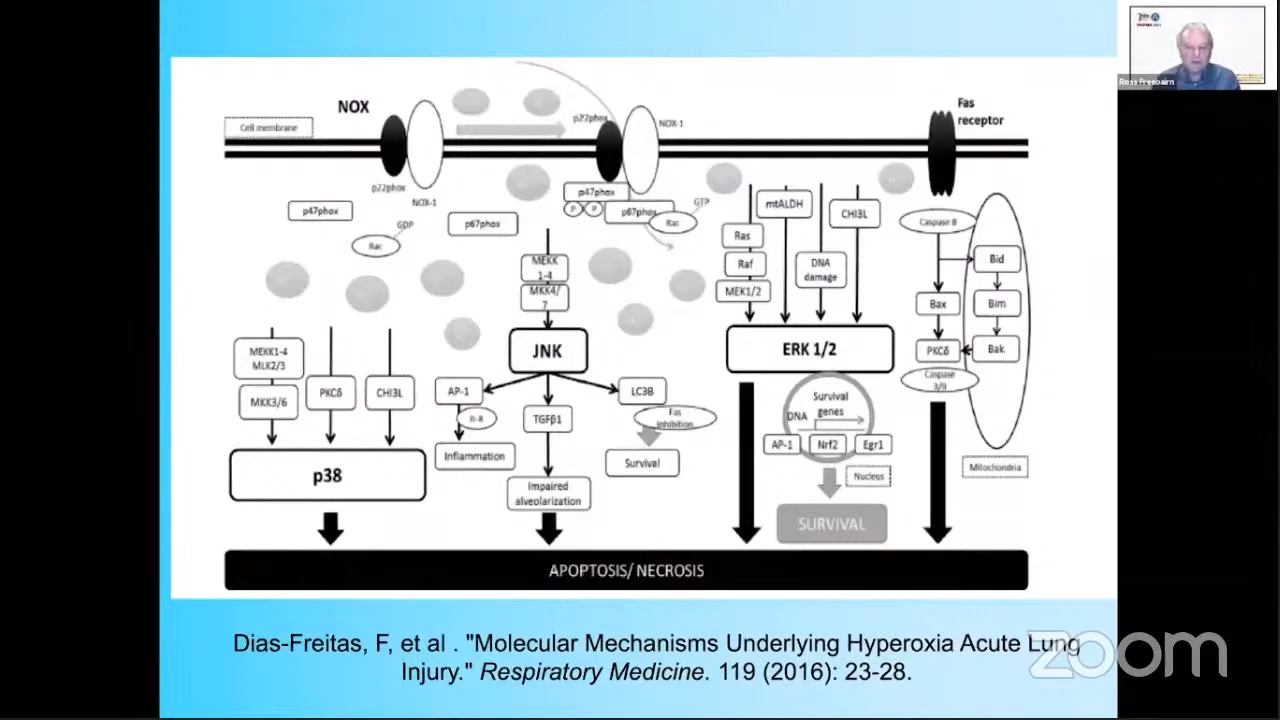 NOX
Cell membrane
p22phox
NOX-1
Fas
receptor
p22phox
NOX-1
p47phox
GDP
Rac
p67phox
p47phox
P P
p67phox
GTP
Rac
MEKK
1-4
MKK4/
7
JNK
Ras
Raf
MEK1/2
mtALDH
DNA
damage
CHI3L
ERK 1/2
Caspase 8
Bid
Bax
Bim
PKCδ
Bak
Caspase
3/9
Mitochondria
MEKK1-4
MLK2/3
MKK3/6
PKCδ
CHI3L
p38
AP-1
IL-8
Inflammation
TGFβ1
Impaired
alveolarization
LC3B
Fas
inhibition
Survival
Survival
genes
DNA
AP-1
Nrf2
Egr1
Nucleus
SURVIVAL
APOPTOSIS/ NECROSIS
Dias-Freitas, F, et al . "Molecular Mechanisms Underlying Hyperoxia Acute Lung
Injury." Respiratory Medicine. 119 (2016): 23-28.
Ross Freebairn
zoom